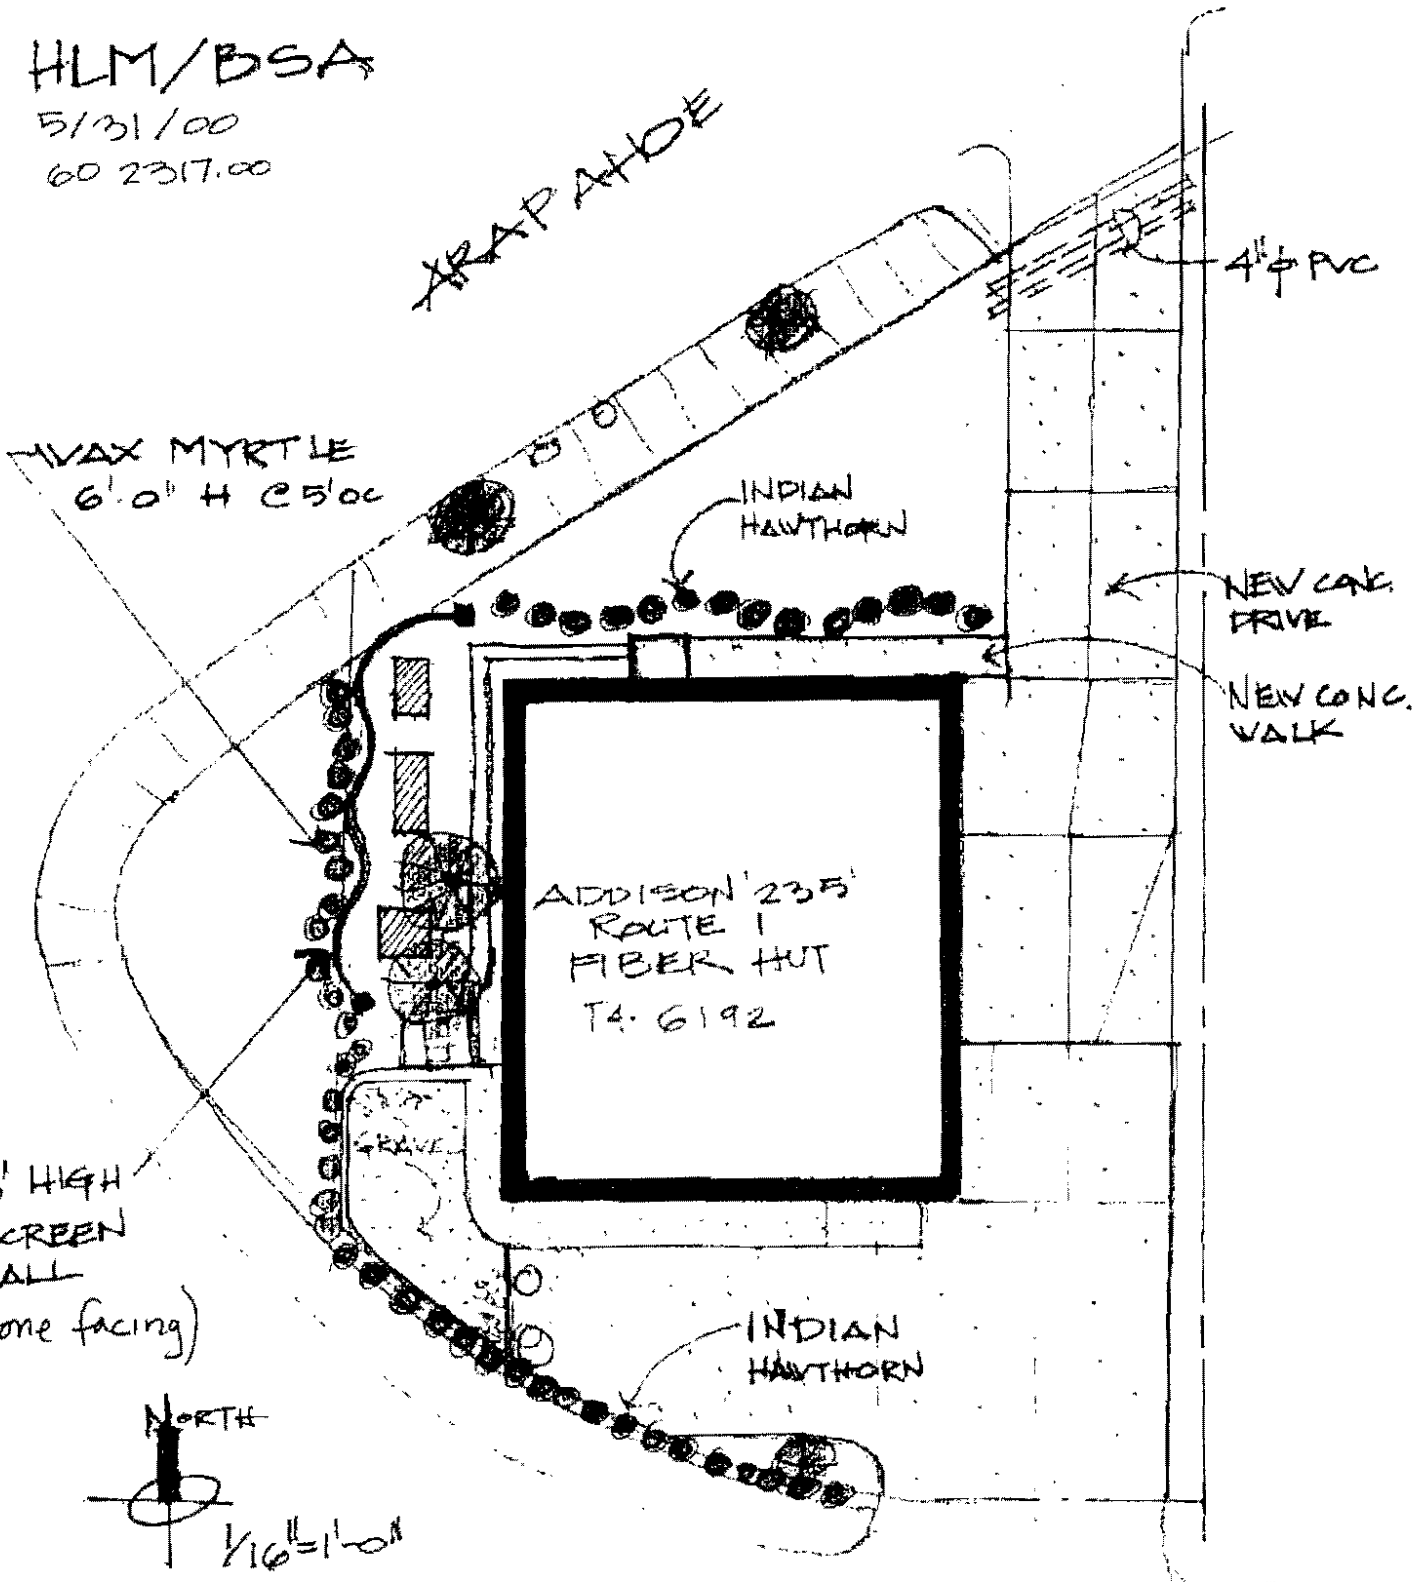 HLM/BSA
5/31/00
60 2317.00
ARAPAHOE
4"ϕ PVC
WAX MYRTLE
6'-0" H @ 5'OC
INDIAN
HAWTHORN
NEW CONC.
DRIVE
NEW CONC.
WALK
ADDISON '235'
ROUTE 1
FIBER HUT
T4. 6192
GRAVEL
' HIGH
CREEN
ALL
one facing)
INDIAN
HAWTHORN
NORTH
1/16"=1'-0"